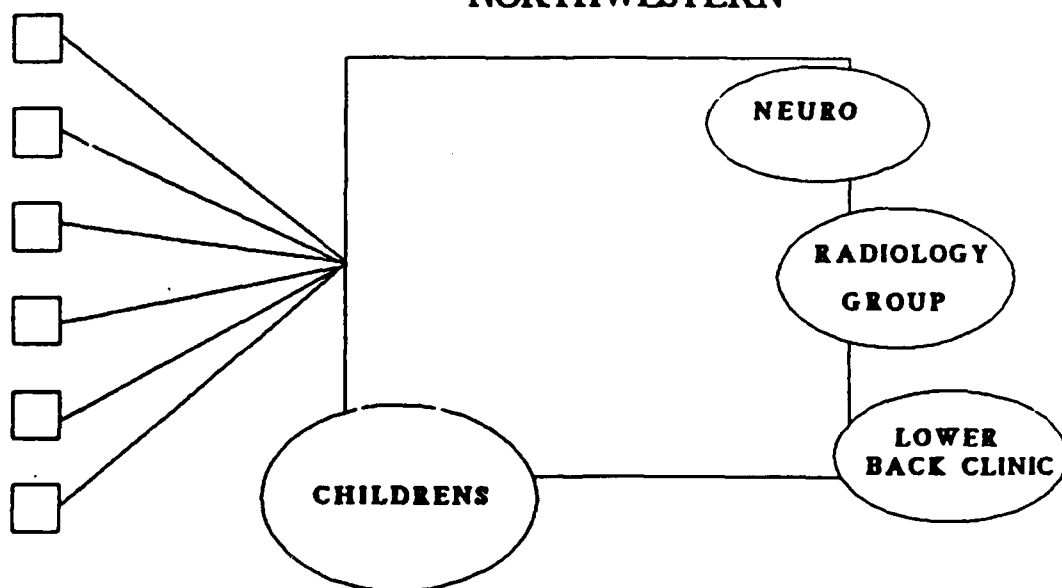 NORTHWESTERN
NEURO
RADIOLOGY
GROUP
LOWER
BACK CLINIC
CHILDRENS